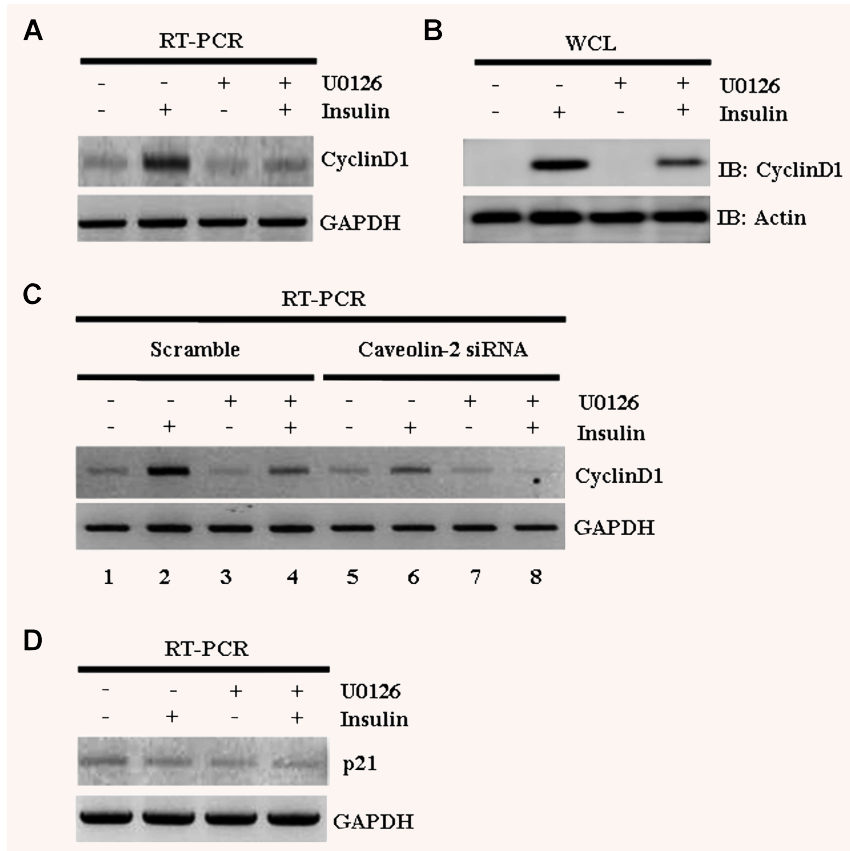 A
RT-PCR
- - + + U0126
- + - + Insulin
CyclinD1
GAPDH
B
WCL
- - + + U0126
- + - + Insulin
IB: CyclinD1
IB: Actin
C
RT-PCR
Scramble Caveolin-2 siRNA
- - + + - - + + U0126
- + - + - + - + Insulin
CyclinD1
GAPDH
1 2 3 4 5 6 7 8
D
RT-PCR
- - + + U0126
- + - + Insulin
p21
GAPDH